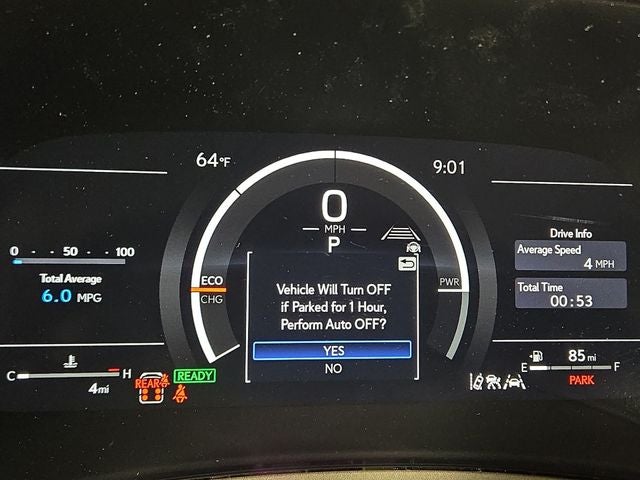 64°F
9:01
0
MPH
P
0 - - 50 - - 100
Total Average
6.0 MPG
ECO
CHG
PWR
Drive Info
Average Speed
4 MPH
Total Time
00:53
Vehicle Will Turn OFF
if Parked for 1 Hour,
Perform Auto OFF?
YES
NO
C H
4mi
REAR
READY
85 mi
E F
PARK